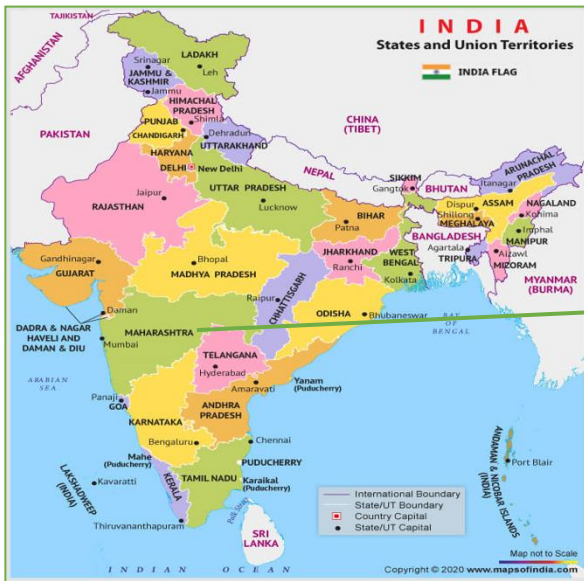 TAJIKISTAN
INDIA
States and Union Territories
INDIA FLAG
AFGHANISTAN
LADAKH
Srinagar
Leh
JAMMU &
KASHMIR
Jammu
HIMACHAL
PRADESH
Shimla
PAKISTAN
PUNJAB
CHANDIGARH
Dehradun
UTTARAKHAND
CHINA
(TIBET)
HARYANA
DELHI
New Delhi
NEPAL
SIKKIM
Gangtok
BHUTAN
ARUNACHAL
PRADESH
Itanagar
RAJASTHAN
Jaipur
UTTAR PRADESH
Lucknow
BIHAR
Patna
Dispur
ASSAM
Shillong
MEGHALAYA
NAGALAND
Kohima
Imphal
MANIPUR
BANGLADESH
Agartala
TRIPURA
Aizawl
MIZORAM
MYANMAR
(BURMA)
Gandhinagar
GUJARAT
Bhopal
MADHYA PRADESH
JHARKHAND
Ranchi
WEST
BENGAL
Kolkata
CHHATTISGARH
Raipur
ODISHA
Bhubaneswar
Daman
DADRA & NAGAR
HAVELI AND
DAMAN & DIU
MAHARASHTRA
Mumbai
BAY
OF
BENGAL
TELANGANA
Hyderabad
ARABIAN
SEA
Panaji
GOA
Amaravati
Yanam
(Puducherry)
ANDHRA
PRADESH
KARNATAKA
Bengaluru
Chennai
Mahe
(Puducherry)
PUDUCHERRY
LAKSHADWEEP
(INDIA)
Kavaratti
KERALA
TAMIL NADU
Karaikal
(Puducherry)
Thiruvananthapuram
Palk Strait
SRI
LANKA
ANDAMAN AND NICOBAR ISLANDS
(INDIA)
Port Blair
International Boundary
State/UT Boundary
Country Capital
State/UT Capital
INDIAN OCEAN
Map not to Scale
Copyright © 2020 www.mapsofindia.com